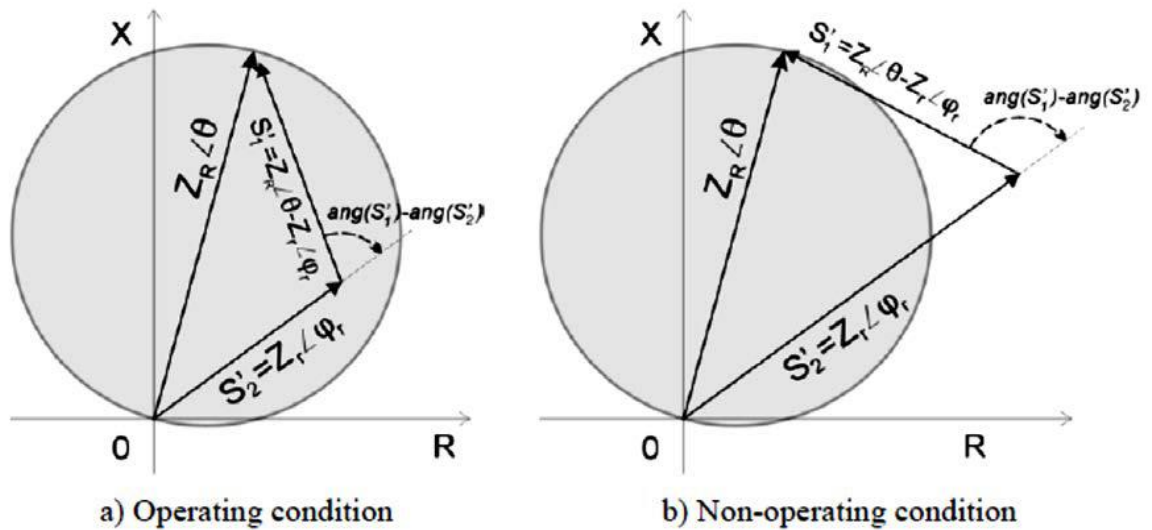 X
Z_R∠θ
S'_1=Z_R∠θ-Z_r∠φ_r
ang(S'_1)-ang(S'_2)
S'_2=Z_r∠φ_r
0
R
a) Operating condition
X
S'_1=Z_R∠θ-Z_r∠φ_r
ang(S'_1)-ang(S'_2)
Z_R∠θ
S'_2=Z_r∠φ_r
0
R
b) Non-operating condition